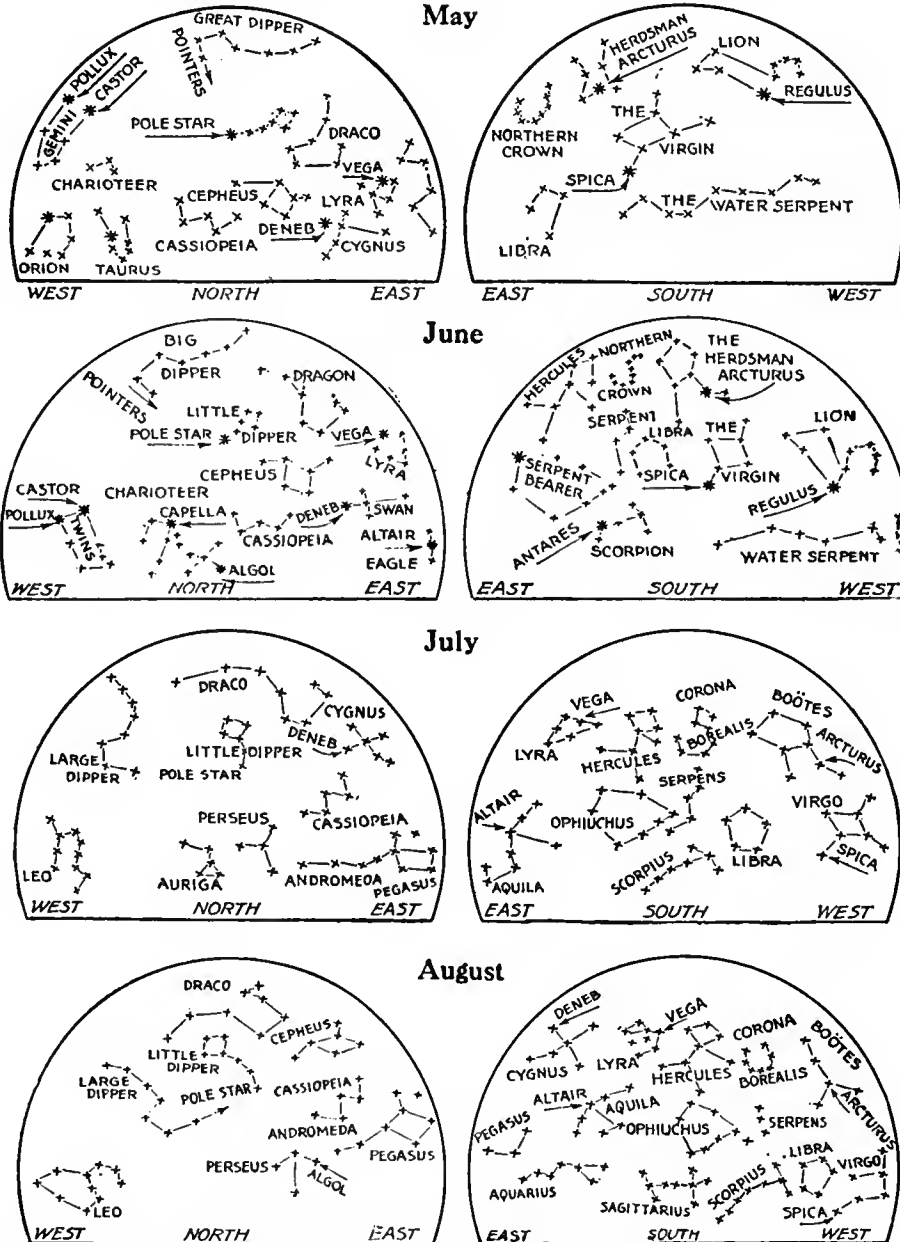 May
GREAT DIPPER
POINTERS
POLLUX
CASTOR
GEMINI
POLE STAR
DRACO
VEGA
CHARIOTEER
CEPHEUS
LYRA
CASSIOPEIA
DENEB
CYGNUS
ORION
TAURUS
WEST NORTH EAST
HERDSMAN
ARCTURUS
LION
REGULUS
NORTHERN
CROWN
THE
VIRGIN
SPICA
THE
WATER SERPENT
LIBRA
EAST SOUTH WEST
June
BIG
DIPPER
POINTERS
DRAGON
LITTLE
DIPPER
POLE STAR
VEGA
LYRA
CEPHEUS
CASTOR
POLLUX
TWINS
CHARIOTEER
CAPELLA
CASSIOPEIA
DENEB
SWAN
ALTAIR
EAGLE
ALGOL
WEST NORTH EAST
HERCULES
NORTHERN
CROWN
THE
HERDSMAN
ARCTURUS
SERPENT
LIBRA
THE
VIRGIN
LION
SERPENT
BEARER
SPICA
REGULUS
ANTARES
SCORPION
WATER SERPENT
EAST SOUTH WEST
July
DRACO
CYGNUS
DENEB
LARGE
DIPPER
LITTLE DIPPER
POLE STAR
PERSEUS
CASSIOPEIA
LEO
AURIGA
ANDROMEDA
PEGASUS
WEST NORTH EAST
VEGA
CORONA
BOREALIS
BOÖTES
ARCTURUS
LYRA
HERCULES
SERPENS
ALTAIR
OPHIUCHUS
VIRGO
SPICA
LIBRA
SCORPIUS
AQUILA
EAST SOUTH WEST
August
DRACO
CEPHEUS
LITTLE
DIPPER
LARGE
DIPPER
POLE STAR
CASSIOPEIA
ANDROMEDA
PEGASUS
PERSEUS
ALGOL
LEO
WEST NORTH EAST
DENEB
VEGA
CORONA
BOREALIS
BOÖTES
ARCTURUS
CYGNUS
LYRA
HERCULES
ALTAIR
AQUILA
PEGASUS
OPHIUCHUS
SERPENS
LIBRA
VIRGO
AQUARIUS
SAGITTARIUS
SCORPIUS
SPICA
EAST SOUTH WEST